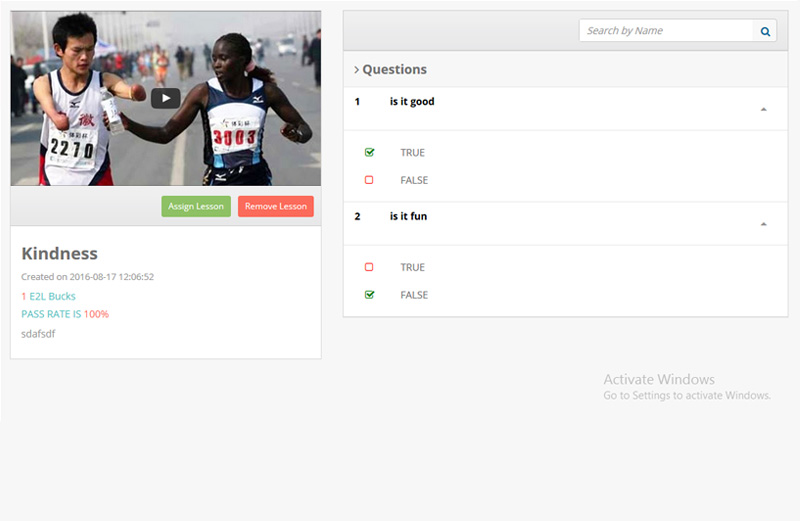 2270
3003
Assign Lesson
Remove Lesson
Kindness
Created on 2016-08-17 12:06:52
1 E2L Bucks
PASS RATE IS 100%
sdafsdf
Search by Name
Questions
1 is it good
TRUE
FALSE
2 is it fun
TRUE
FALSE
Activate Windows
Go to Settings to activate Windows.